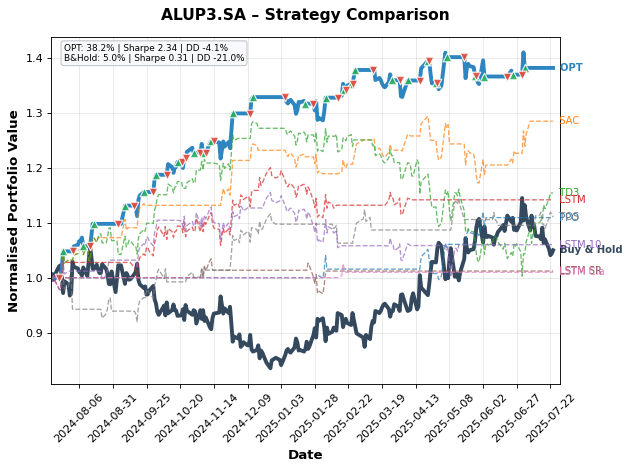 ALUP3.SA – Strategy Comparison
OPT: 38.2% | Sharpe 2.34 | DD -4.1%
B&Hold: 5.0% | Sharpe 0.31 | DD -21.0%
Normalised Portfolio Value
1.4
1.3
1.2
1.1
1.0
0.9
OPT
SAC
TD3
LSTM
Buy & Hold
2024-08-06
2024-08-31
2024-09-25
2024-10-20
2024-11-14
2024-12-09
2025-01-03
2025-01-28
2025-02-22
2025-03-19
2025-04-13
2025-05-08
2025-06-02
2025-06-27
2025-07-22
Date